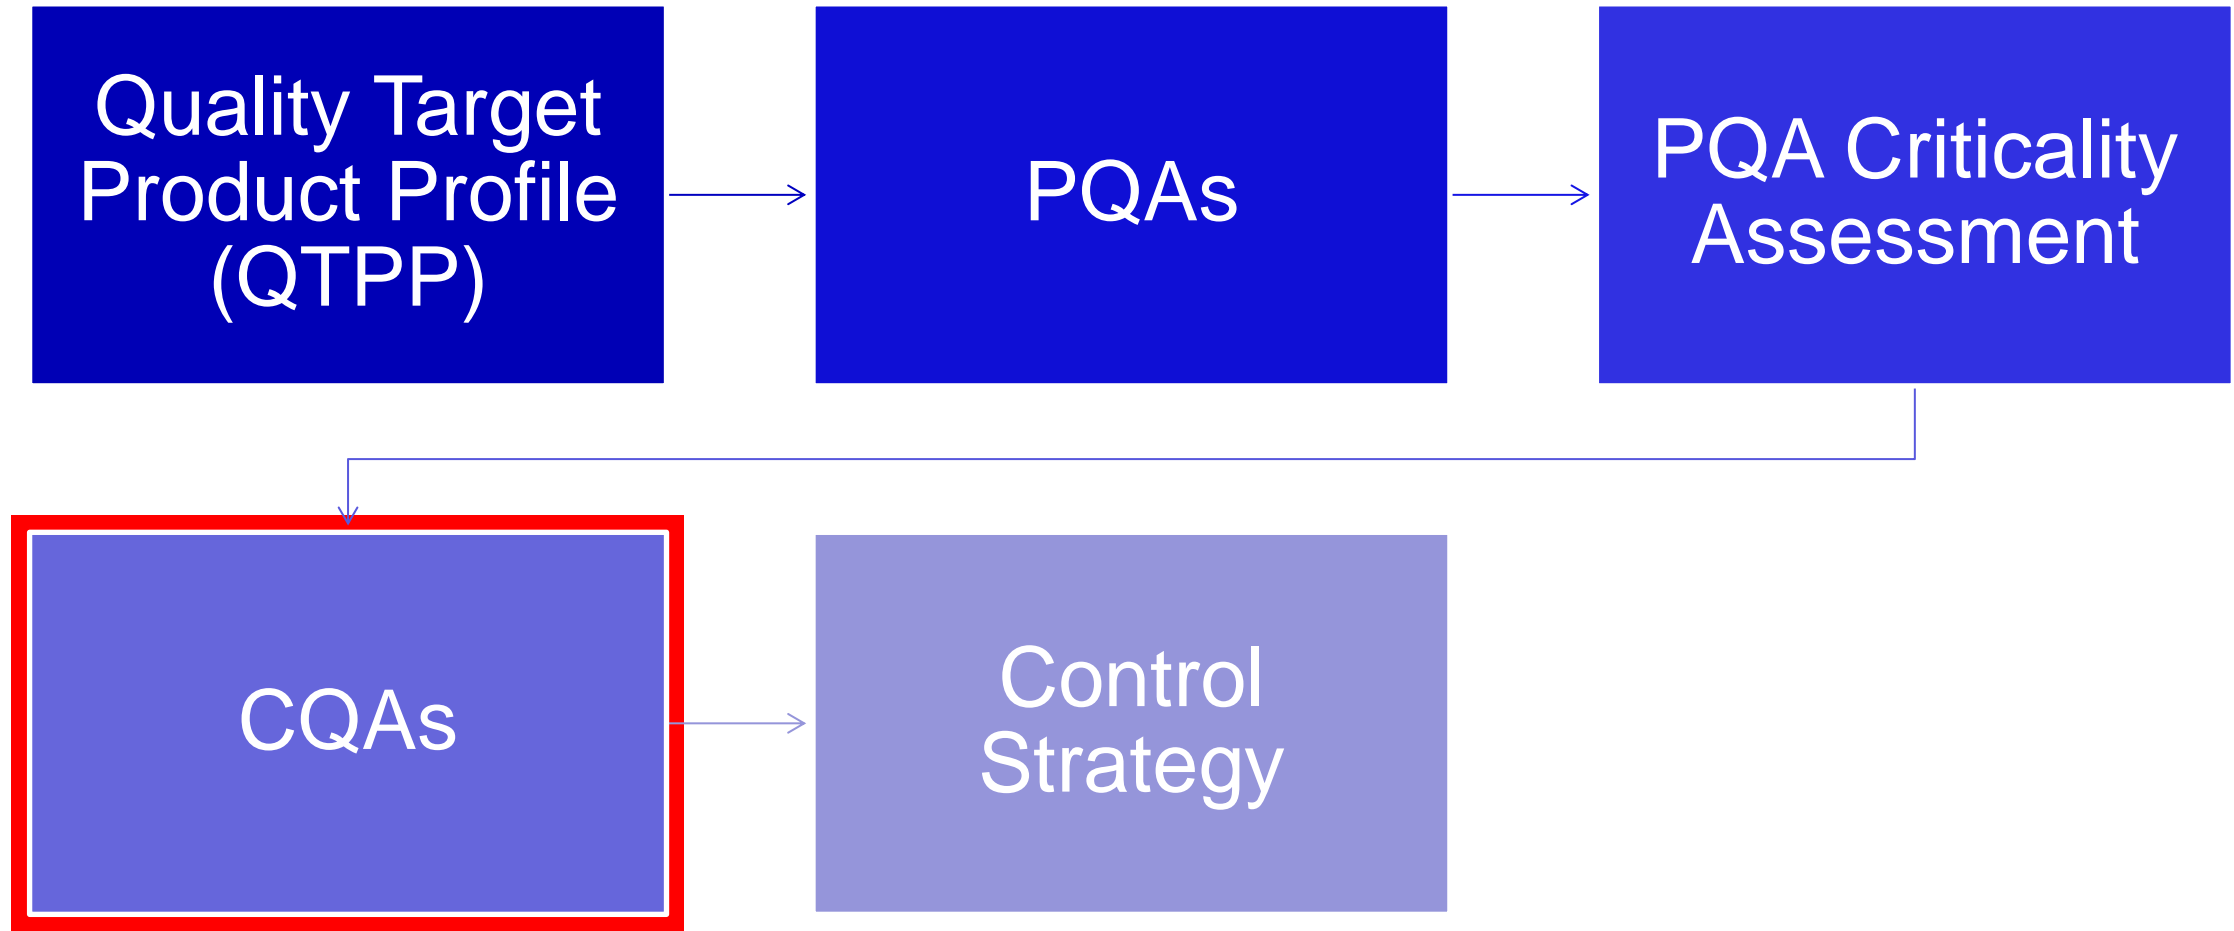 Quality Target
Product Profile
(QTPP)
PQAs
PQA Criticality
Assessment
CQAs
Control
Strategy